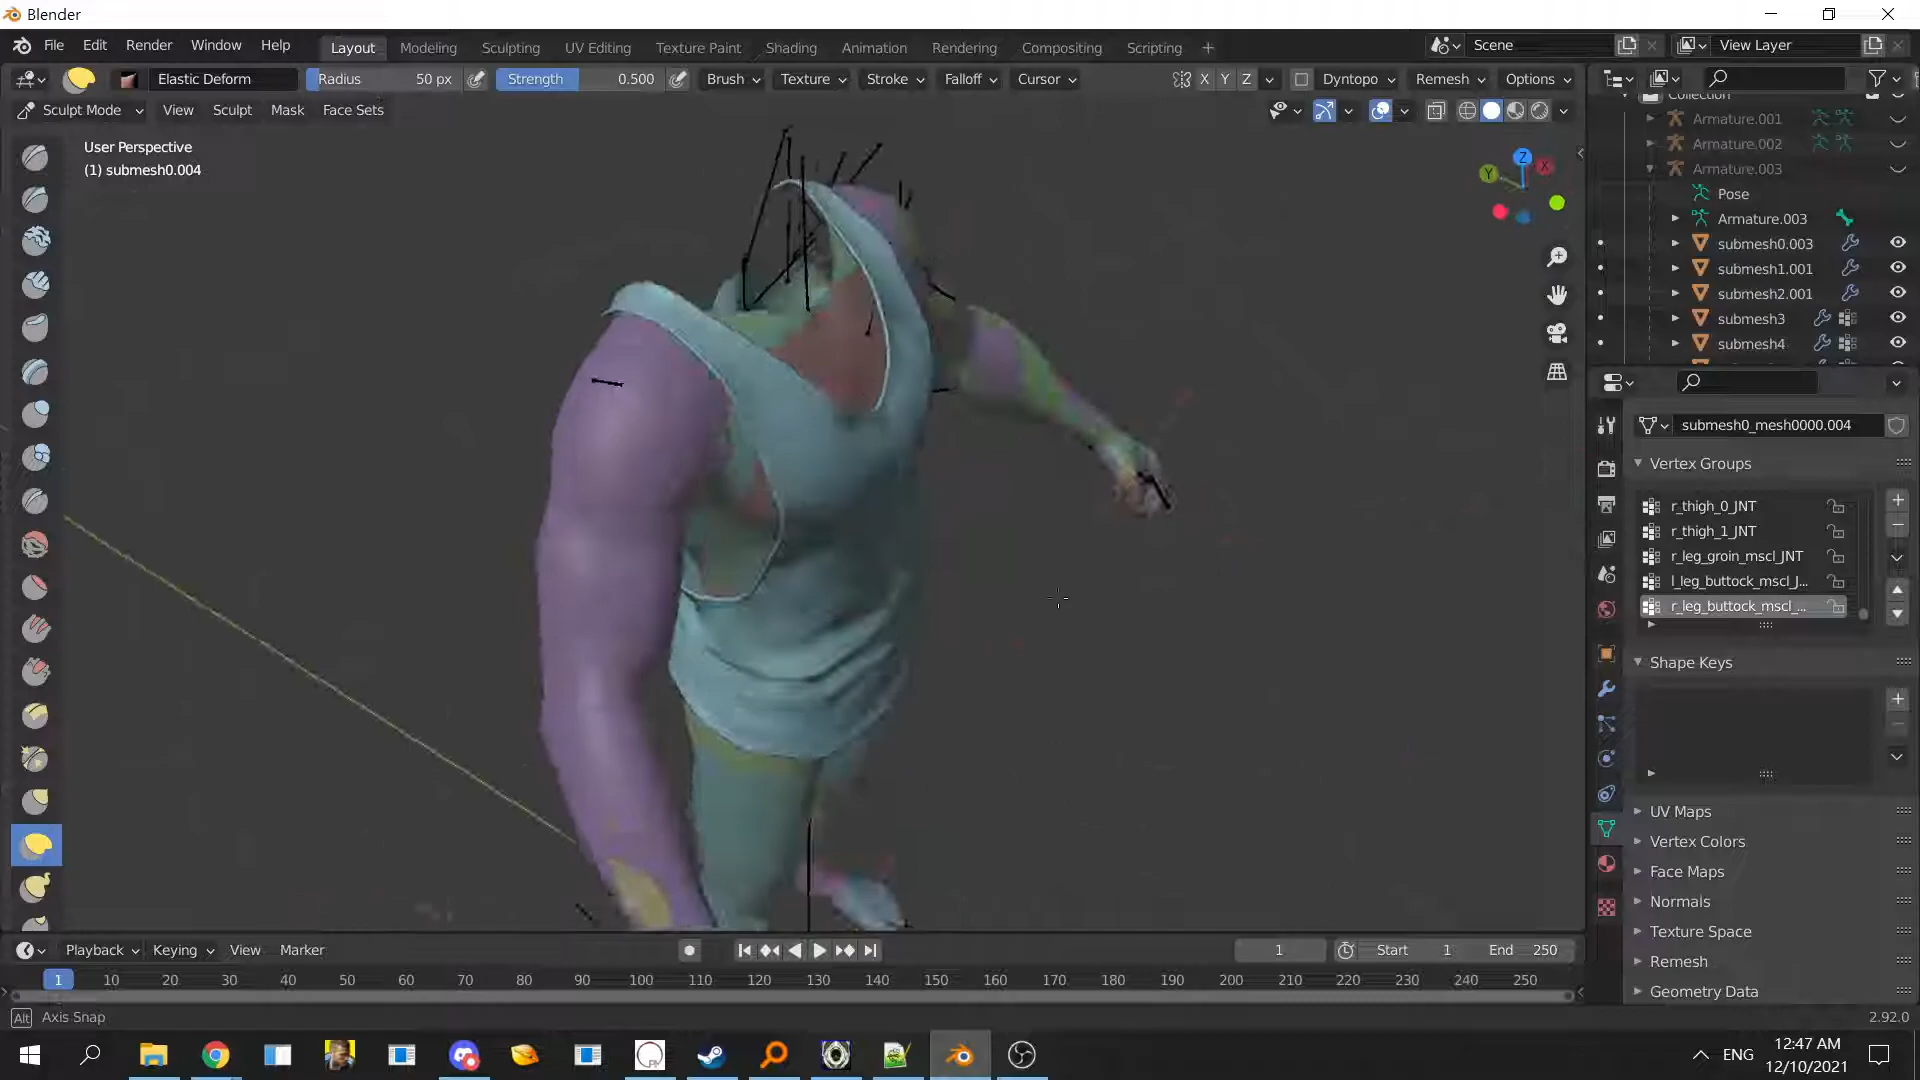 Blender
File Edit Render Window Help Layout Modeling Sculpting UV Editing Texture Paint Shading Animation Rendering Compositing Scripting + Scene View Layer
Elastic Deform Radius 50 px Strength 0.500 Brush Texture Stroke Falloff Cursor X Y Z Dyntopo Remesh Options
Sculpt Mode View Sculpt Mask Face Sets
User Perspective
(1) submesh0.004
Z
X
Y
Collection
Armature.001
Armature.002
Armature.003
Pose
Armature.003
submesh0.003
submesh1.001
submesh2.001
submesh3
submesh4
submesh0_mesh0000.004
Vertex Groups
r_thigh_0_JNT
r_thigh_1_JNT
r_leg_groin_mscl_JNT
l_leg_buttock_mscl_J...
r_leg_buttock_mscl_...
Shape Keys
UV Maps
Vertex Colors
Face Maps
Normals
Texture Space
Remesh
Geometry Data
Playback Keying View Marker 1 Start 1 End 250
1 10 20 30 40 50 60 70 80 90 100 110 120 130 140 150 160 170 180 190 200 210 220 230 240 250
Alt Axis Snap 2.92.0
ENG 12:47 AM
12/10/2021